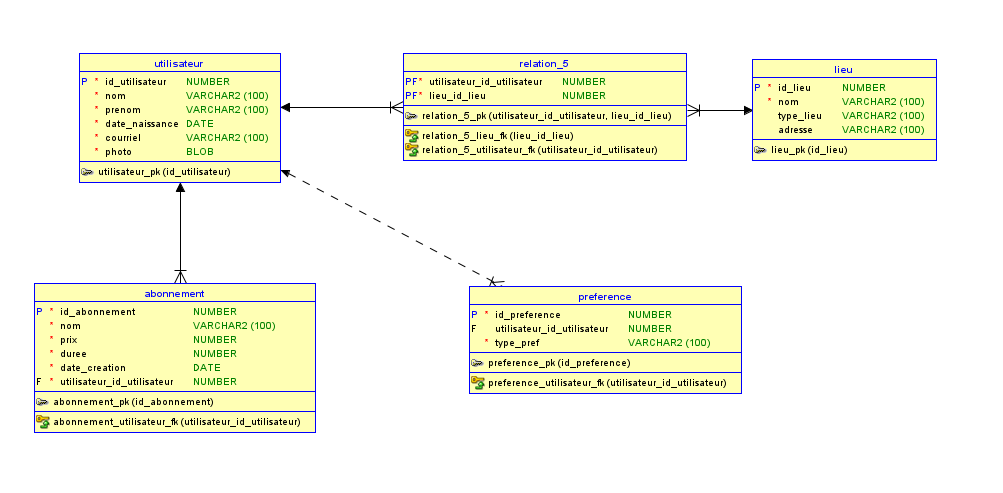 utilisateur
P * id_utilisateur NUMBER
* nom VARCHAR2 (100)
* prenom VARCHAR2 (100)
* date_naissance DATE
* courriel VARCHAR2 (100)
* photo BLOB
utilisateur_pk (id_utilisateur)
relation_5
PF* utilisateur_id_utilisateur NUMBER
PF* lieu_id_lieu NUMBER
relation_5_pk (utilisateur_id_utilisateur, lieu_id_lieu)
relation_5_lieu_fk (lieu_id_lieu)
relation_5_utilisateur_fk (utilisateur_id_utilisateur)
lieu
P * id_lieu NUMBER
* nom VARCHAR2 (100)
type_lieu VARCHAR2 (100)
adresse VARCHAR2 (100)
lieu_pk (id_lieu)
abonnement
P * id_abonnement NUMBER
* nom VARCHAR2 (100)
* prix NUMBER
* duree NUMBER
* date_creation DATE
F * utilisateur_id_utilisateur NUMBER
abonnement_pk (id_abonnement)
abonnement_utilisateur_fk (utilisateur_id_utilisateur)
preference
P * id_preference NUMBER
F utilisateur_id_utilisateur NUMBER
* type_pref VARCHAR2 (100)
preference_pk (id_preference)
preference_utilisateur_fk (utilisateur_id_utilisateur)